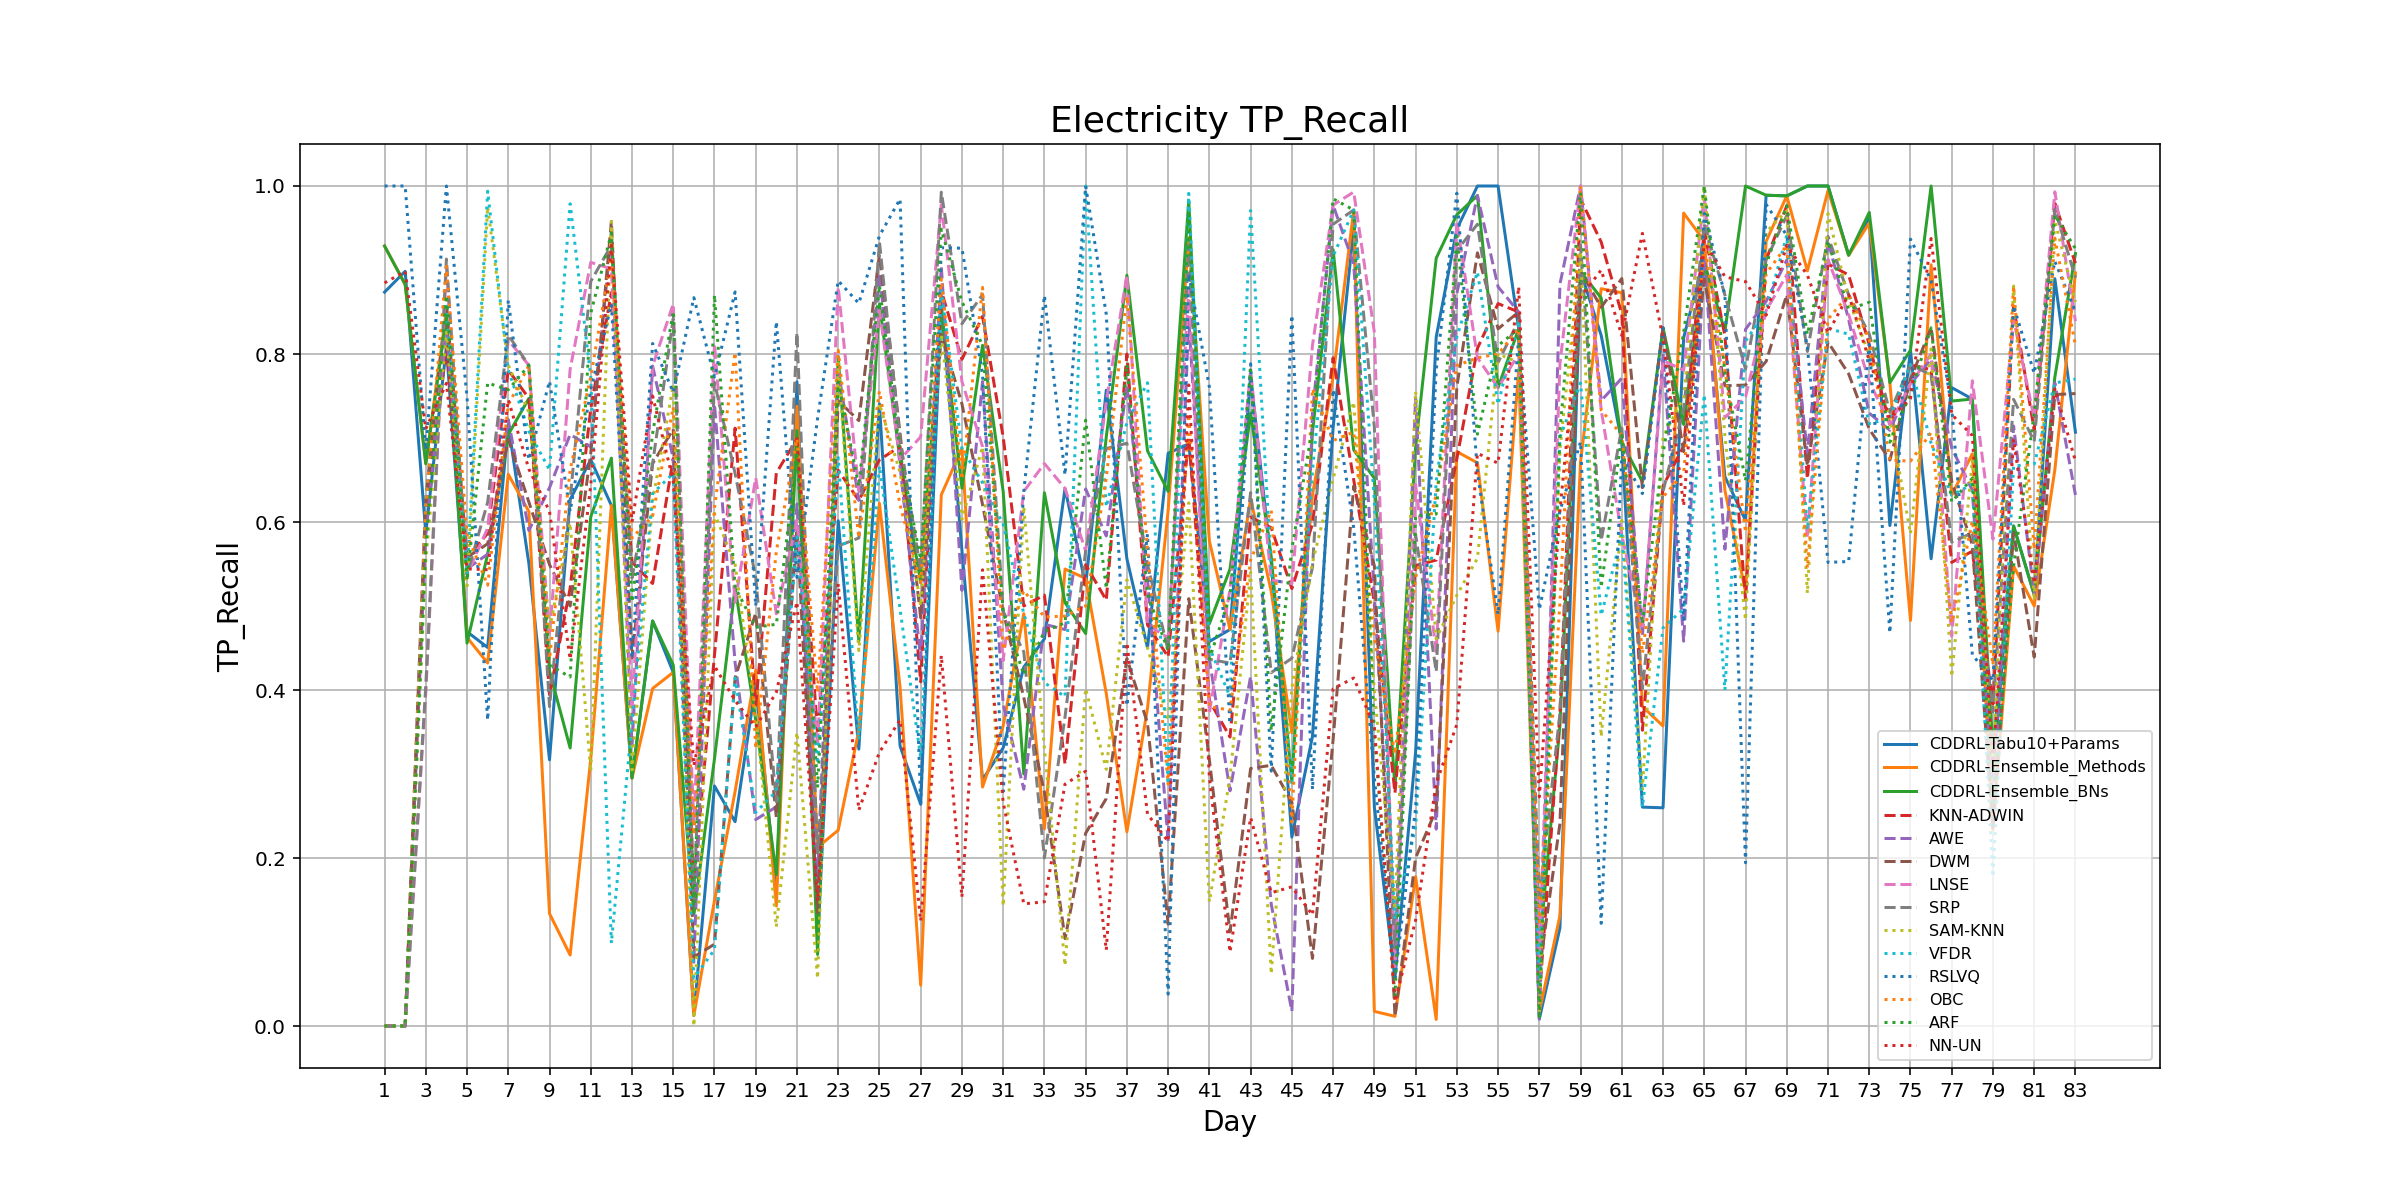 Electricity TP_Recall
TP_Recall
1.0
0.8
0.6
0.4
0.2
0.0
CDDRL-Tabu10+Params
CDDRL-Ensemble_Methods
CDDRL-Ensemble_BNs
KNN-ADWIN
AWE
DWM
LNSE
SRP
SAM-KNN
VFDR
RSLVQ
OBC
ARF
NN-UN
1 3 5 7 9 11 13 15 17 19 21 23 25 27 29 31 33 35 37 39 41 43 45 47 49 51 53 55 57 59 61 63 65 67 69 71 73 75 77 79 81 83
Day